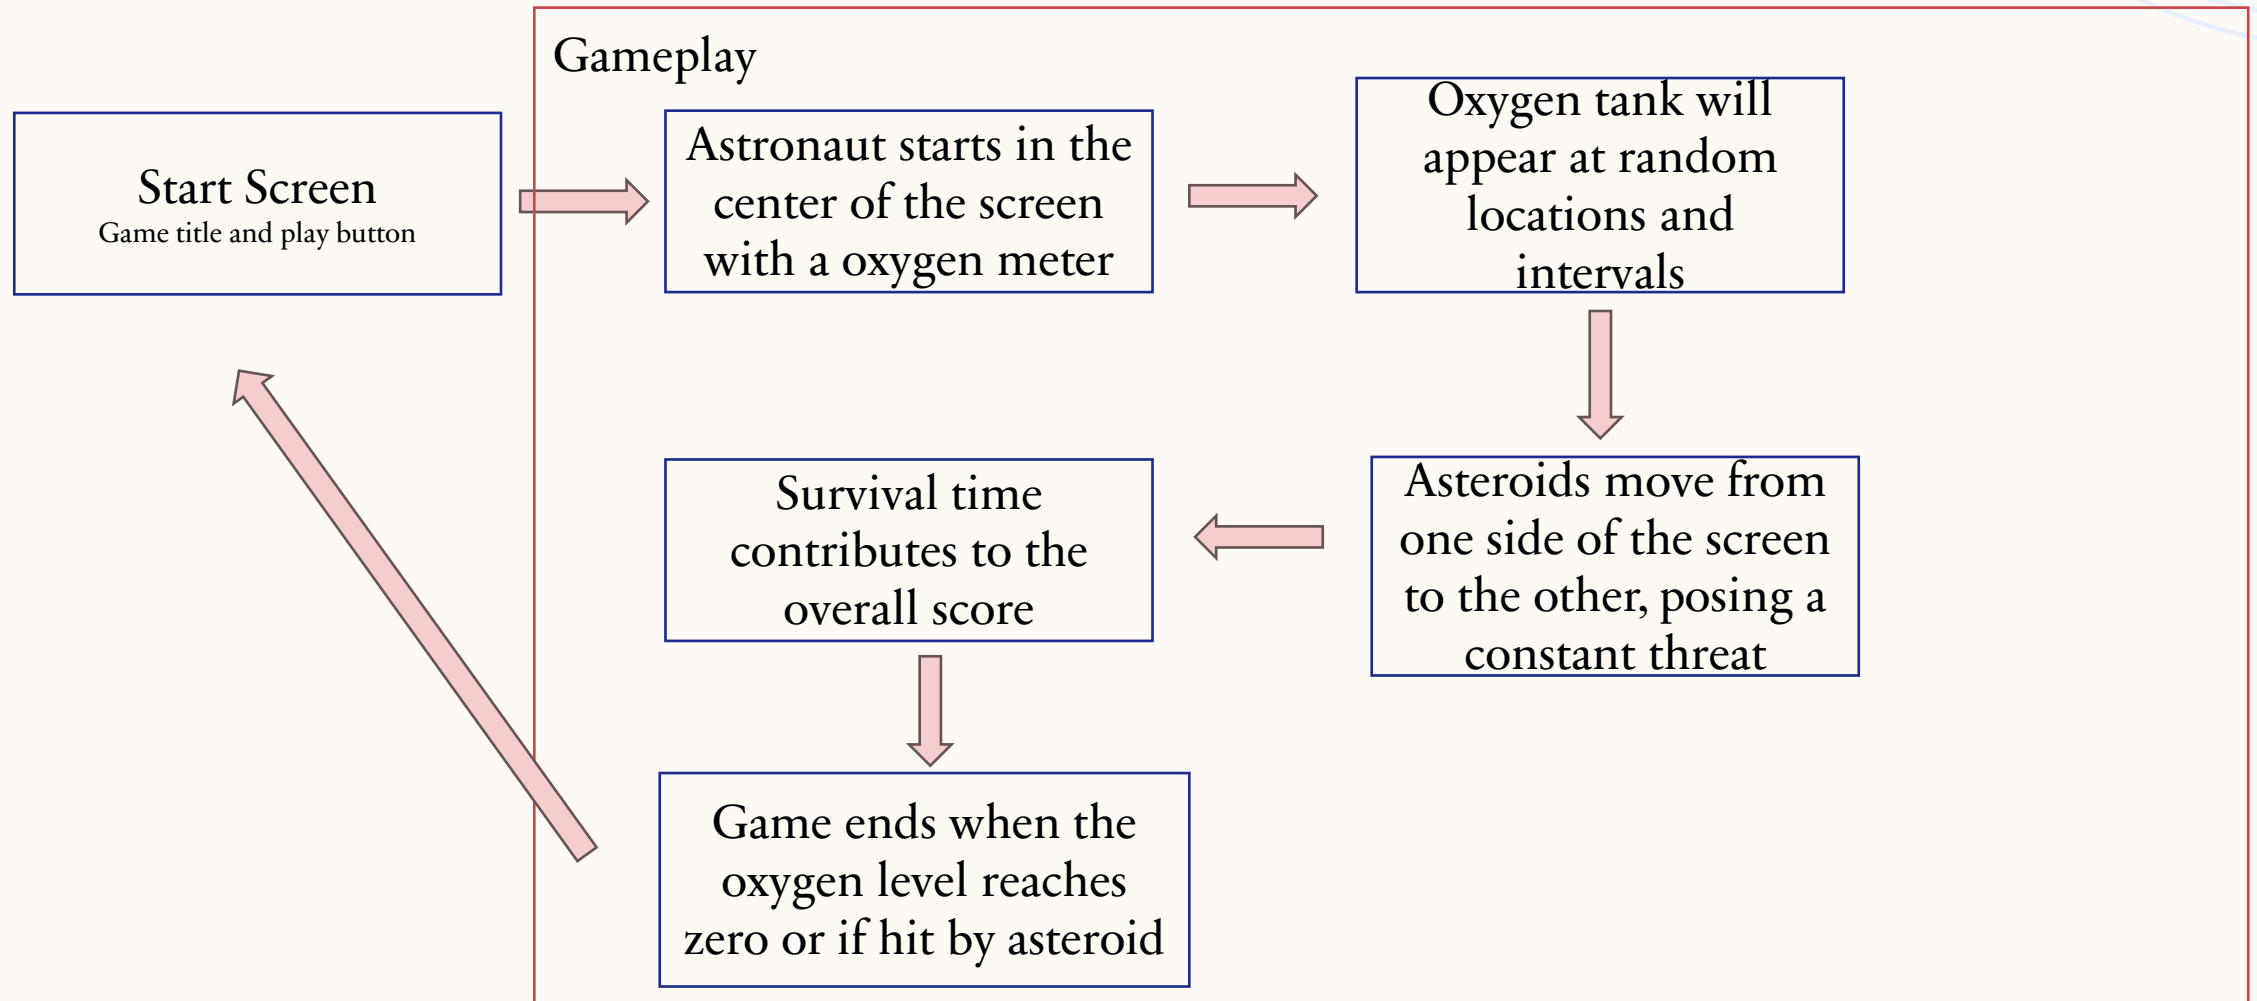 Gameplay
Start Screen
Game title and play button
Astronaut starts in the
center of the screen
with a oxygen meter
Oxygen tank will
appear at random
locations and
intervals
Asteroids move from
one side of the screen
to the other, posing a
constant threat
Survival time
contributes to the
overall score
Game ends when the
oxygen level reaches
zero or if hit by asteroid